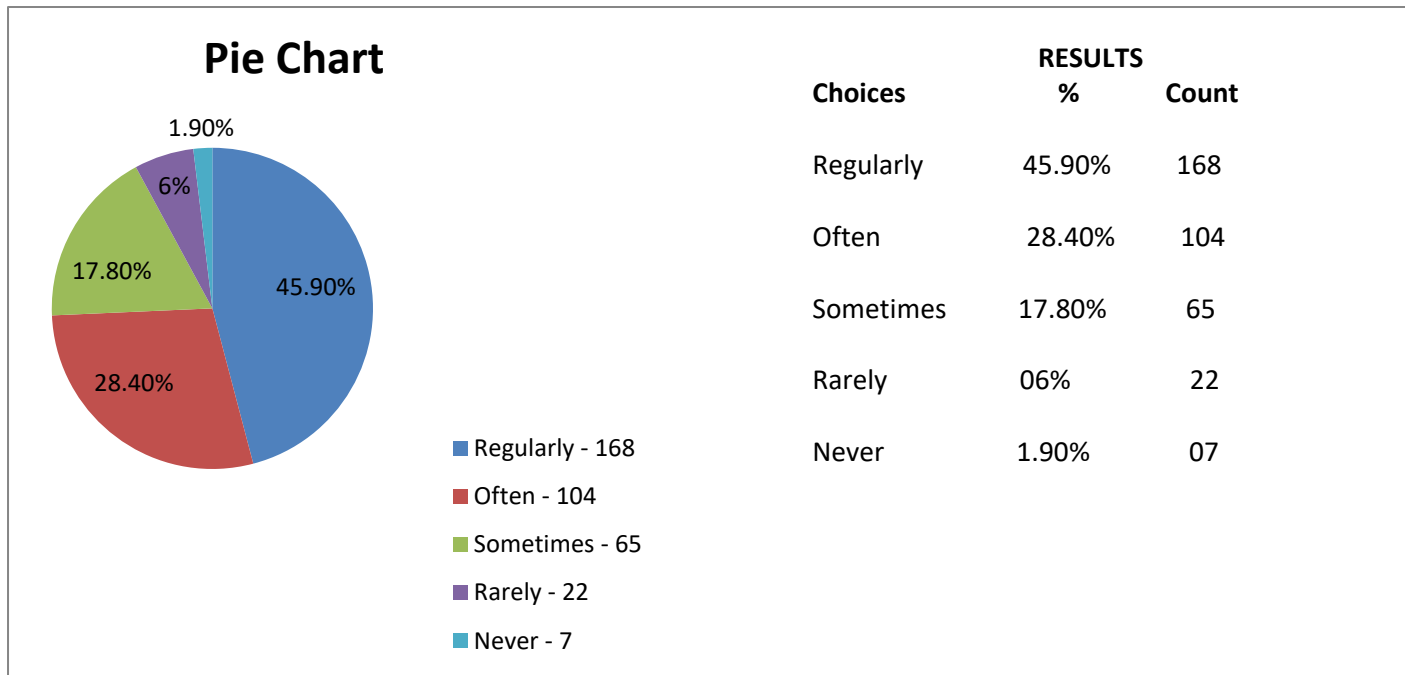 Pie Chart
1.90%
6%
17.80%
45.90%
28.40%
Regularly - 168
Often - 104
Sometimes - 65
Rarely - 22
Never - 7
RESULTS
Choices % Count
Regularly 45.90% 168
Often 28.40% 104
Sometimes 17.80% 65
Rarely 06% 22
Never 1.90% 07